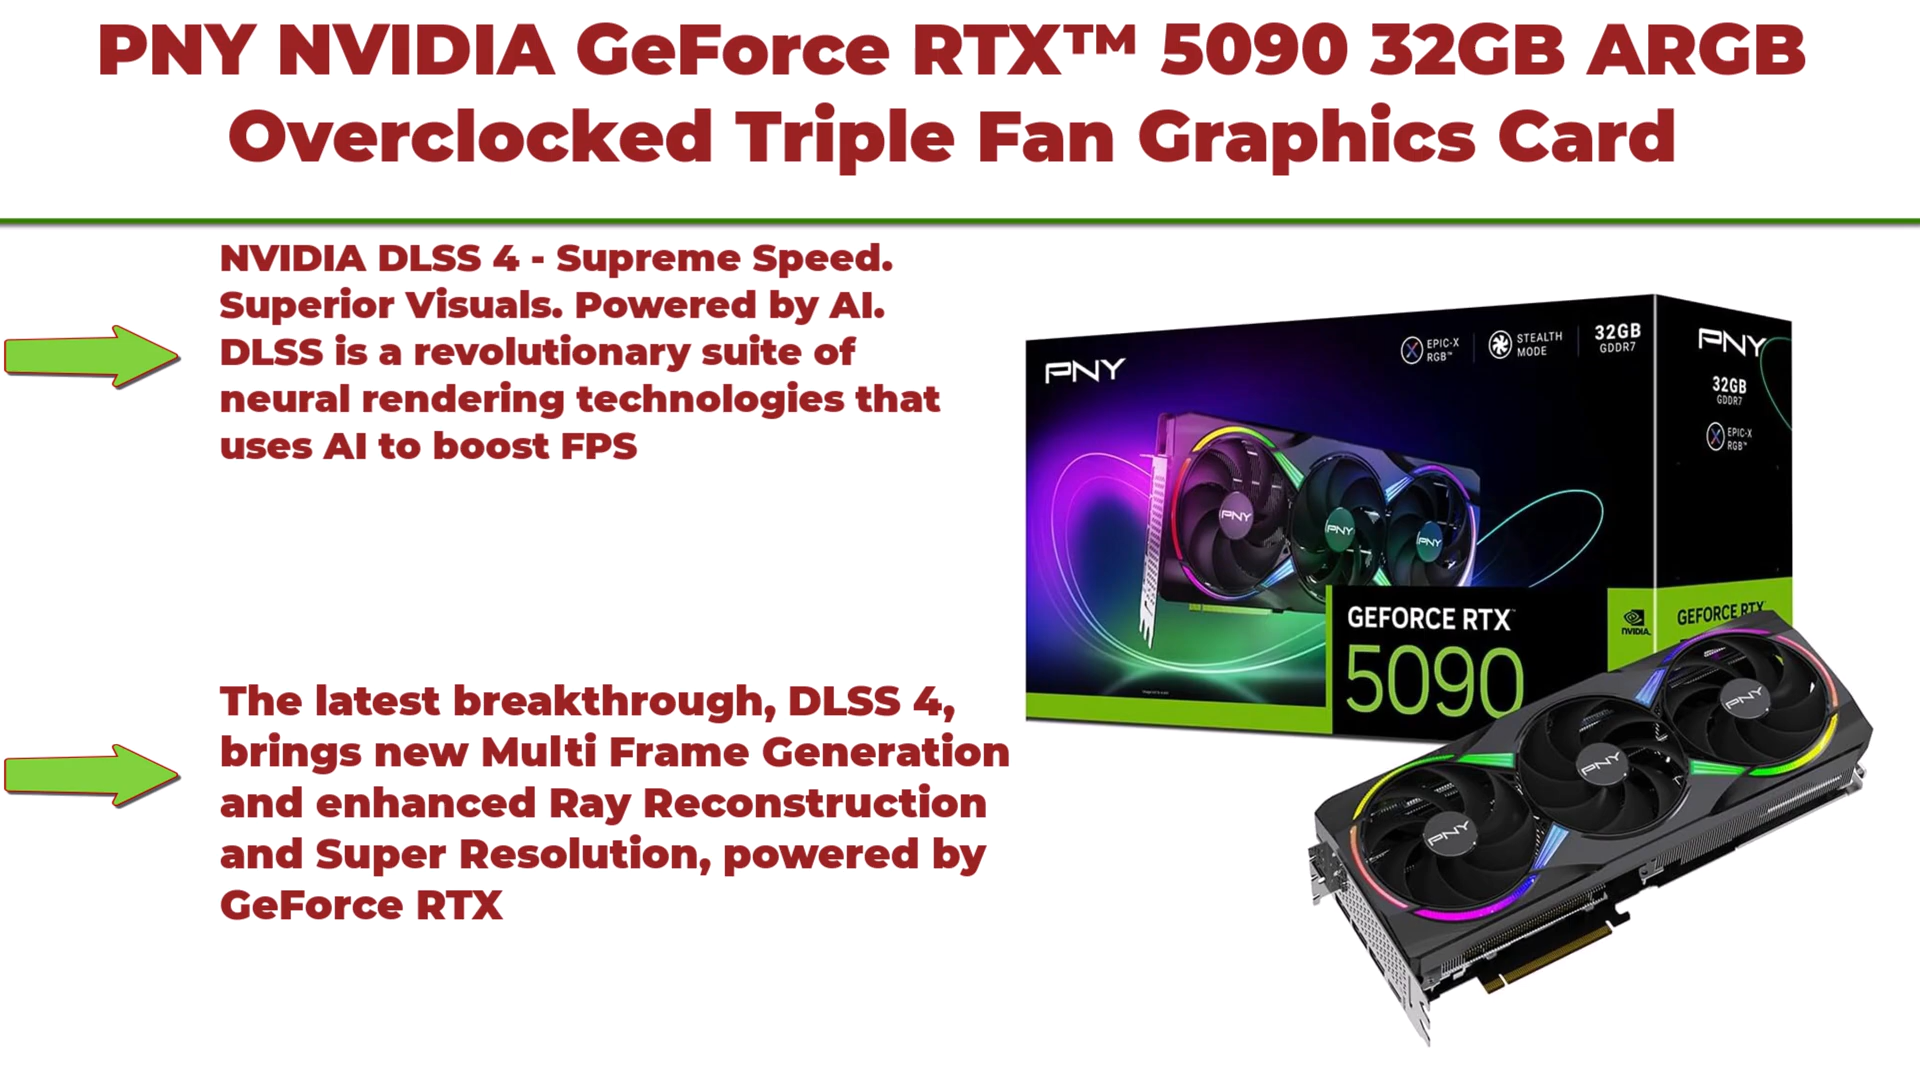 PNY NVIDIA GeForce RTX™ 5090 32GB ARGB
Overclocked Triple Fan Graphics Card
NVIDIA DLSS 4 - Supreme Speed.
Superior Visuals. Powered by AI.
DLSS is a revolutionary suite of
neural rendering technologies that
uses AI to boost FPS
The latest breakthrough, DLSS 4,
brings new Multi Frame Generation
and enhanced Ray Reconstruction
and Super Resolution, powered by
GeForce RTX
PNY
EPIC-X
RGB™
STEALTH
MODE
32GB
GDDR7
PNY
PNY
PNY
GEFORCE RTX™
5090
NVIDIA.
PNY
32GB
GDDR7
EPIC-X
RGB™
GEFORCE RTX
PNY
PNY
PNY